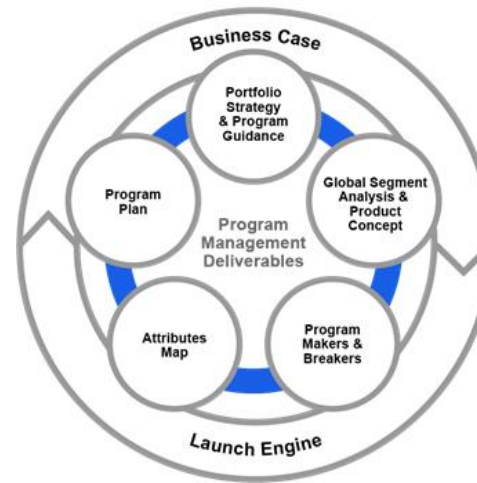 Business Case
Portfolio
Strategy
& Program
Guidance
Program
Plan
Global Segment
Analysis &
Product
Concept
Program
Management
Deliverables
Attributes
Map
Program
Makers &
Breakers
Launch Engine